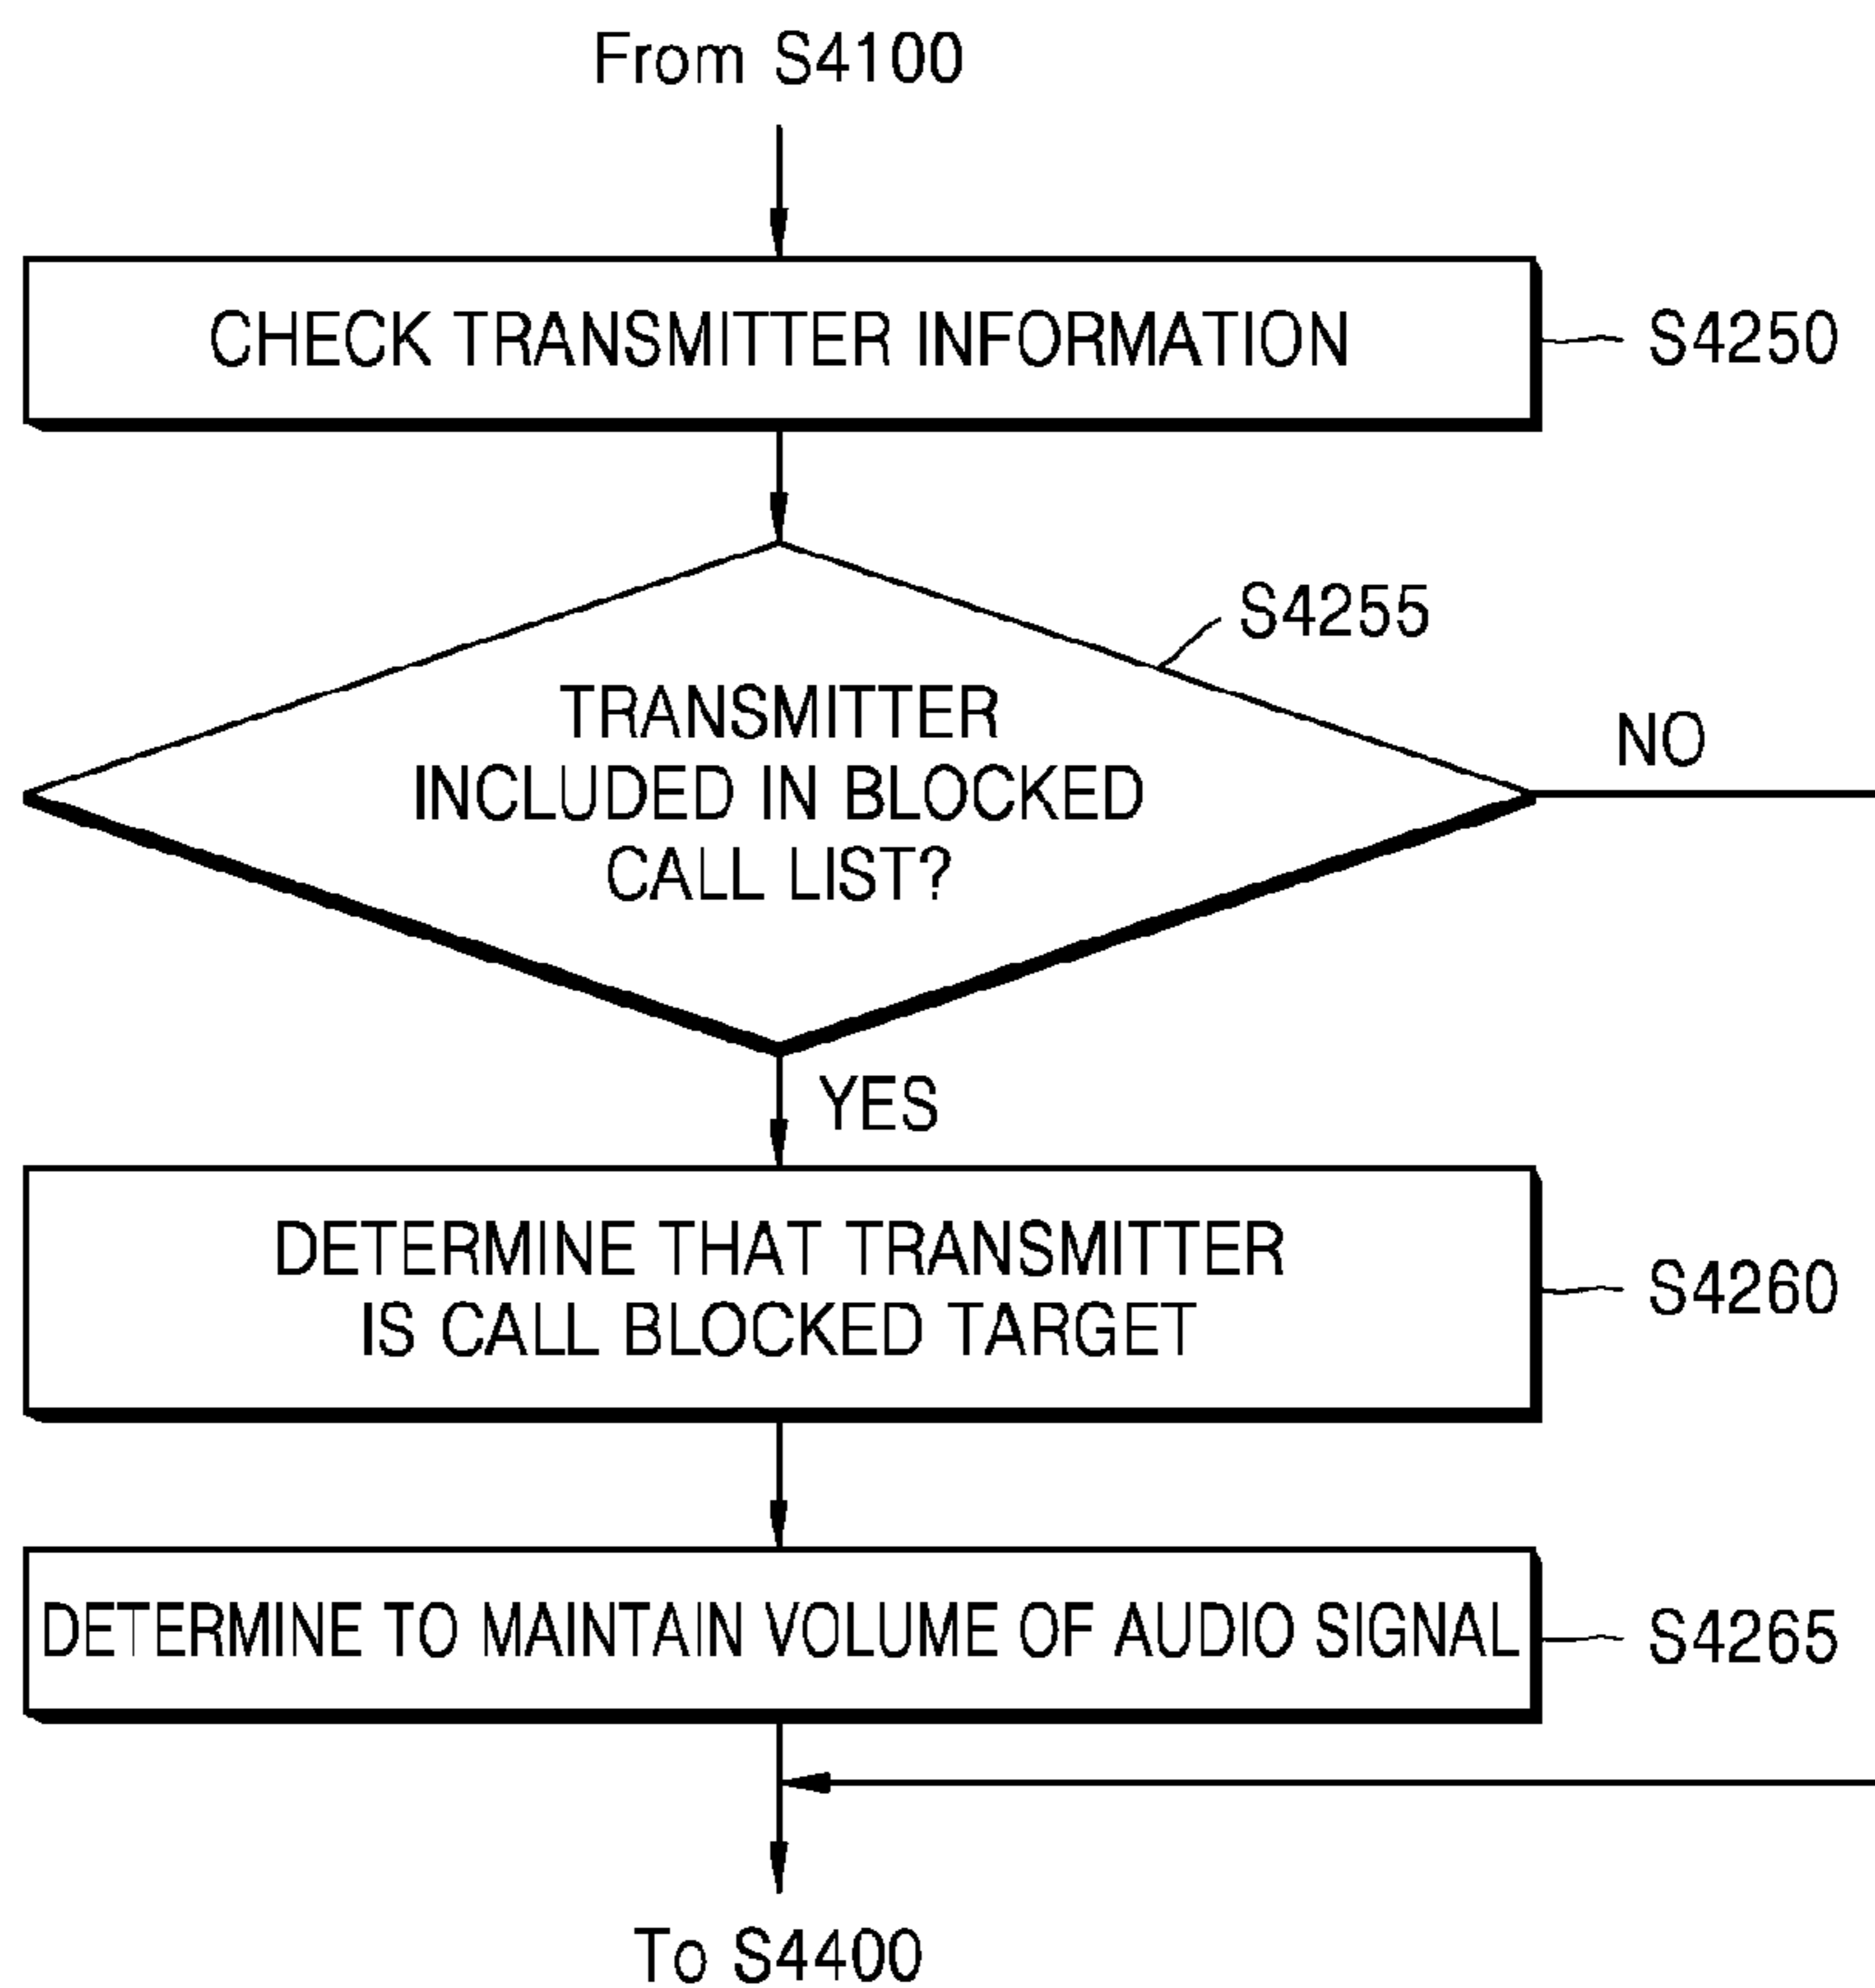 From S4100
CHECK TRANSMITTER INFORMATION
S4250
S4255
TRANSMITTER
INCLUDED IN BLOCKED
CALL LIST?
NO
YES
DETERMINE THAT TRANSMITTER
IS CALL BLOCKED TARGET
S4260
DETERMINE TO MAINTAIN VOLUME OF AUDIO SIGNAL
S4265
To S4400